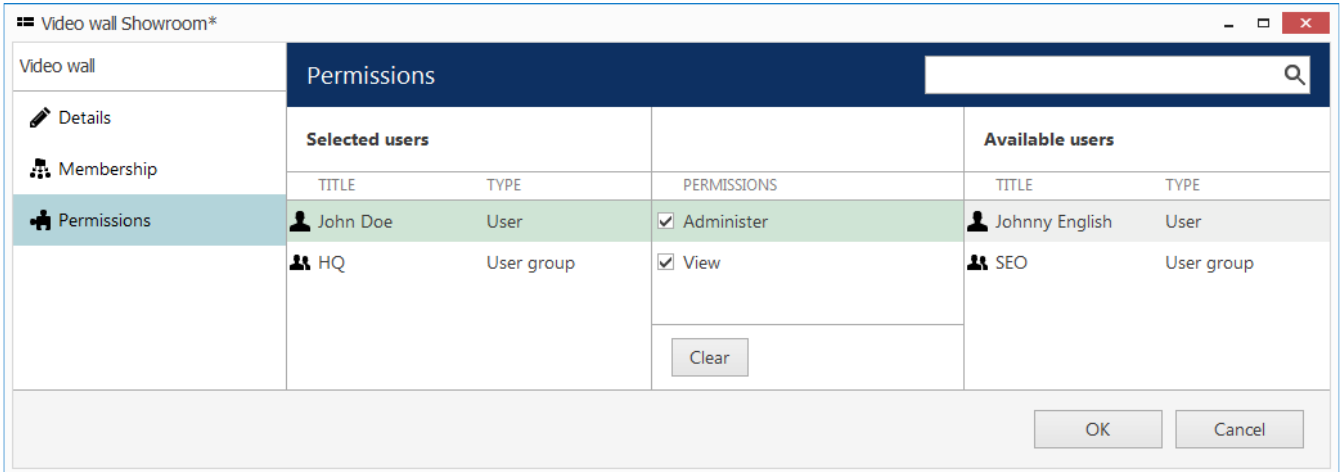 Video wall Showroom*
Video wall
Permissions
Details
Membership
Permissions
Selected users
Available users
TITLE TYPE PERMISSIONS TITLE TYPE
John Doe User Administer Johnny English User
HQ User group View SEO User group
Clear
OK Cancel